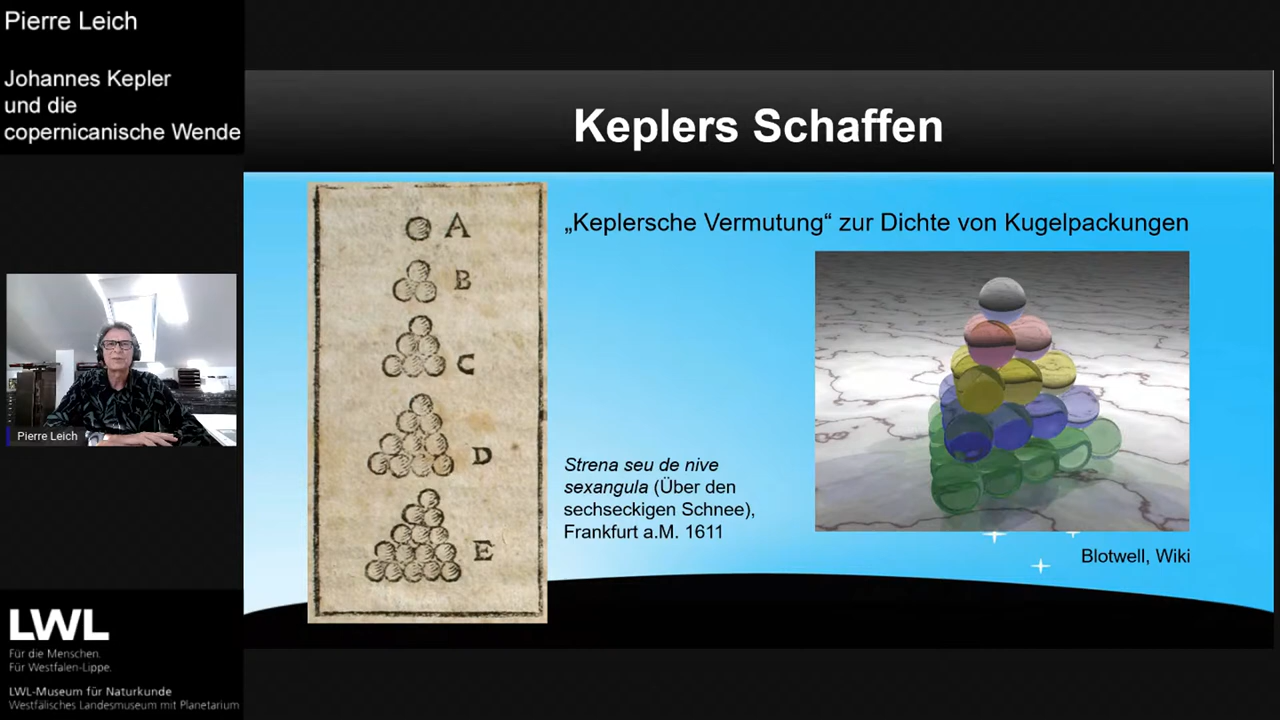 Pierre Leich
Johannes Kepler
und die
copernicanische Wende
Keplers Schaffen
„Keplersche Vermutung“ zur Dichte von Kugelpackungen
A
B
C
D
E
Strena seu de nive
sexangula (Über den
sechseckigen Schnee),
Frankfurt a.M. 1611
Blotwell, Wiki
Pierre Leich
LWL
Für die Menschen.
Für Westfalen-Lippe.
LWL-Museum für Naturkunde
Westfälisches Landesmuseum mit Planetarium